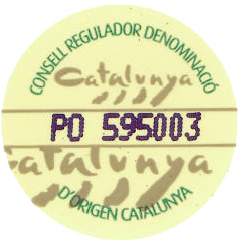 CONSELL REGULADOR DENOMINACIÓ
Catalunya
PO 595003
Catalunya
D'ORIGEN CATALUNYA